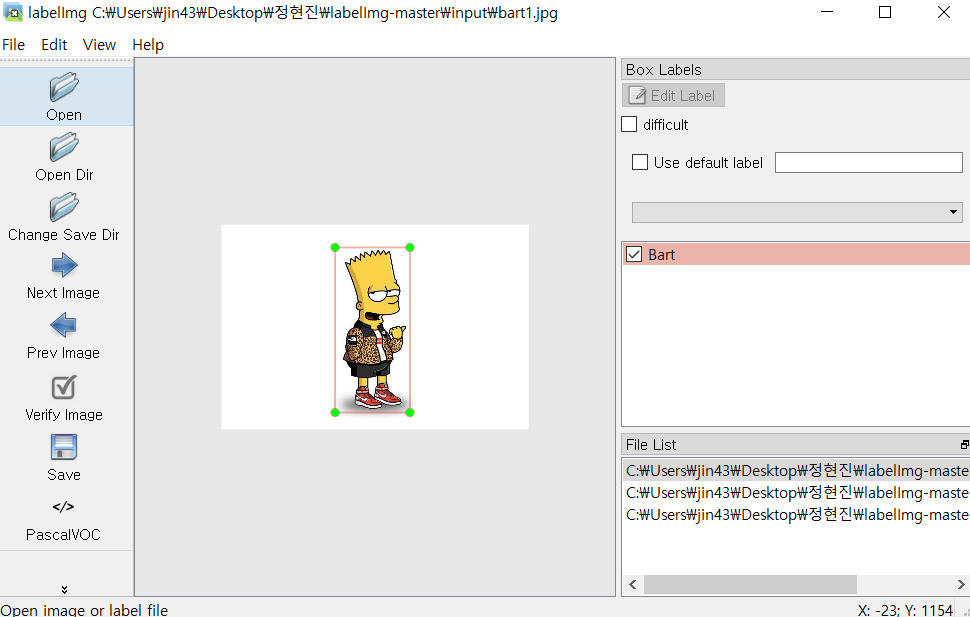 labelImg C:₩Users₩jin43₩Desktop₩정현진₩labelImg-master₩input₩bart1.jpg
File Edit View Help
Open
Open Dir
Change Save Dir
Next Image
Prev Image
Verify Image
Save
</>
PascalVOC
Box Labels
Edit Label
difficult
Use default label
Bart
File List
C:₩Users₩jin43₩Desktop₩정현진₩labelImg-maste
C:₩Users₩jin43₩Desktop₩정현진₩labelImg-maste
C:₩Users₩jin43₩Desktop₩정현진₩labelImg-maste
Open image or label file
X: -23; Y: 1154